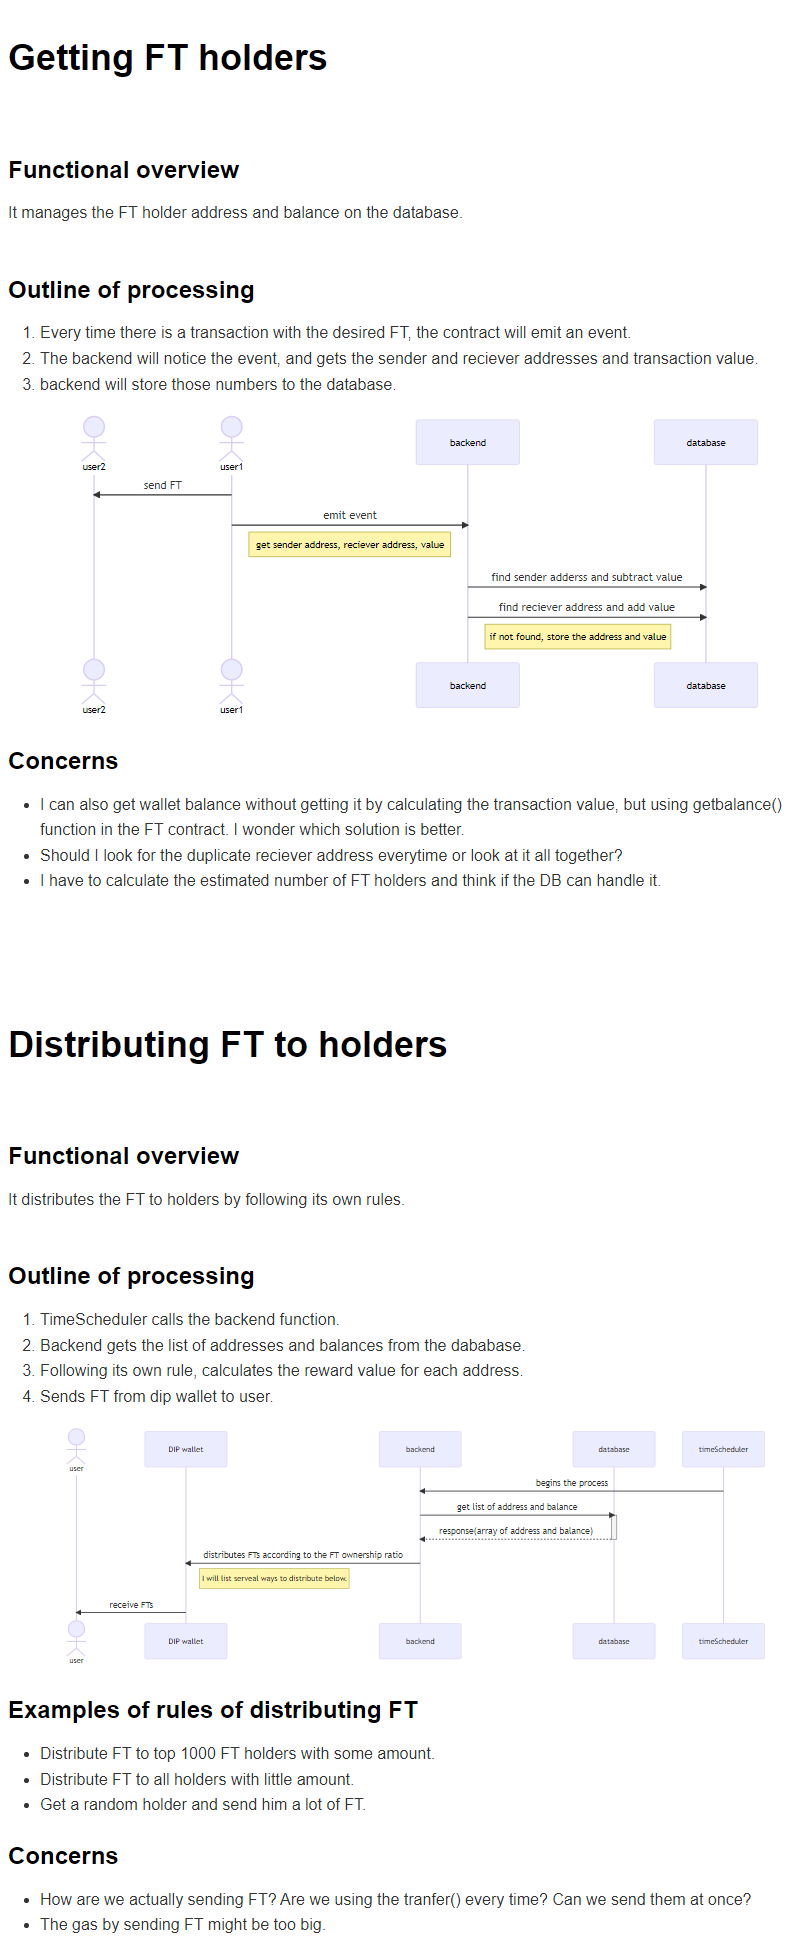 Getting FT holders
Functional overview
It manages the FT holder address and balance on the database.
Outline of processing
1. Every time there is a transaction with the desired FT, the contract will emit an event.
2. The backend will notice the event, and gets the sender and reciever addresses and transaction value.
3. backend will store those numbers to the database.
user2
user1
backend
database
send FT
emit event
get sender address, reciever address, value
find sender adderss and subtract value
find reciever address and add value
if not found, store the address and value
user2
user1
backend
database
Concerns
• I can also get wallet balance without getting it by calculating the transaction value, but using getbalance()
function in the FT contract. I wonder which solution is better.
• Should I look for the duplicate reciever address everytime or look at it all together?
• I have to calculate the estimated number of FT holders and think if the DB can handle it.
Distributing FT to holders
Functional overview
It distributes the FT to holders by following its own rules.
Outline of processing
1. TimeScheduler calls the backend function.
2. Backend gets the list of addresses and balances from the dababase.
3. Following its own rule, calculates the reward value for each address.
4. Sends FT from dip wallet to user.
user
DIP wallet
backend
database
timeScheduler
begins the process
get list of address and balance
response(array of address and balance)
distributes FTs according to the FT ownership ratio
I will list serveal ways to distribute below.
receive FTs
user
DIP wallet
backend
database
timeScheduler
Examples of rules of distributing FT
• Distribute FT to top 1000 FT holders with some amount.
• Distribute FT to all holders with little amount.
• Get a random holder and send him a lot of FT.
Concerns
• How are we actually sending FT? Are we using the tranfer() every time? Can we send them at once?
• The gas by sending FT might be too big.